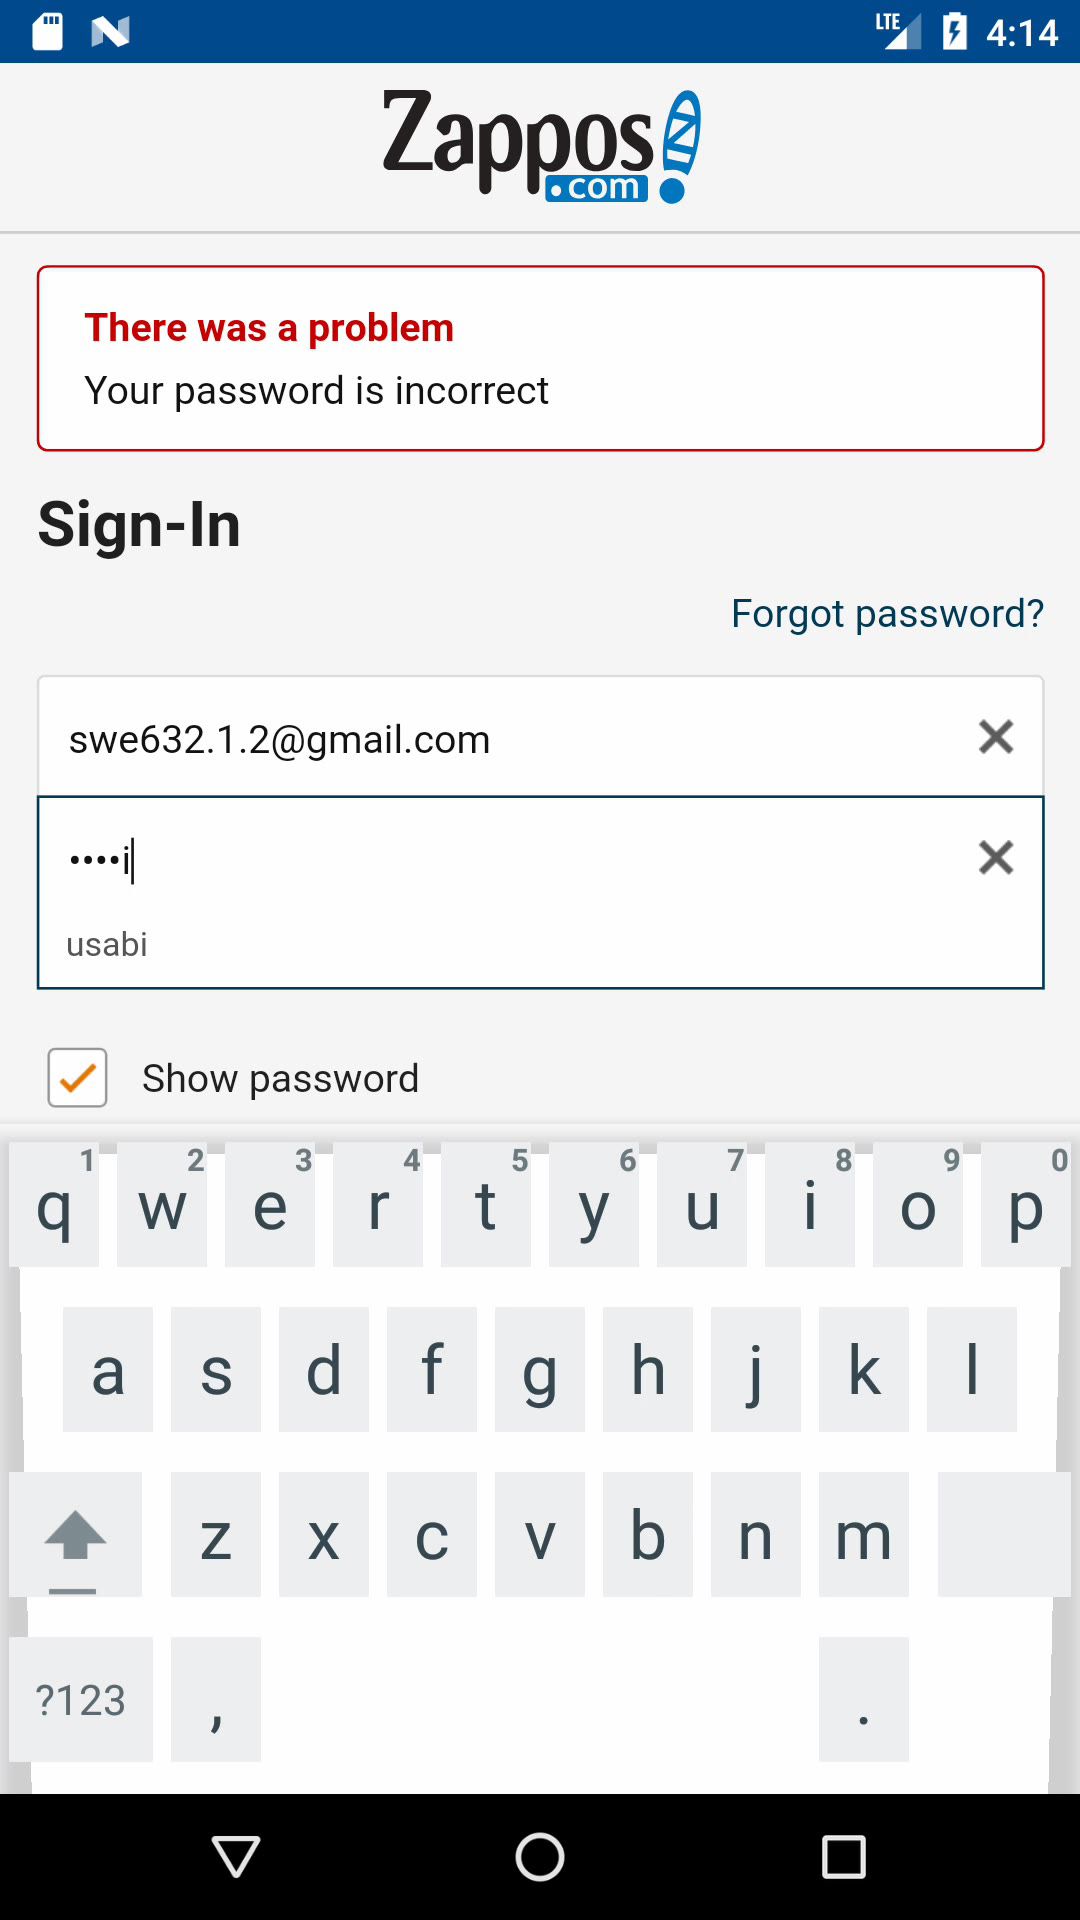 LTE 4:14
Zappos
.com
There was a problem
Your password is incorrect
Sign-In
Forgot password?
swe632.1.2@gmail.com
••••i
usabi
Show password
1 2 3 4 5 6 7 8 9 0
q w e r t y u i o p
a s d f g h j k l
z x c v b n m
?123 , .